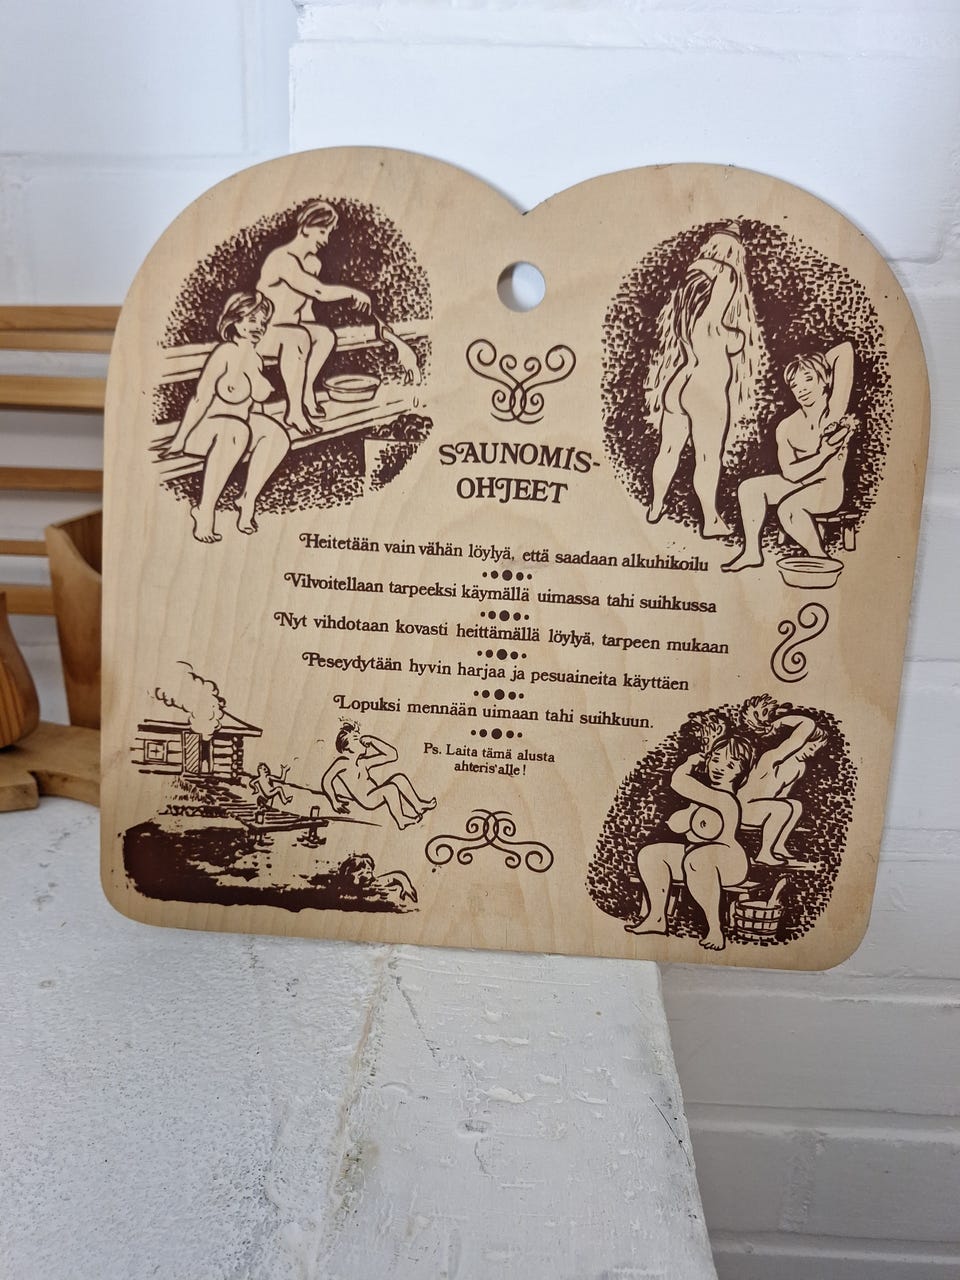 SAUNOMIS-
OHJEET
Heitetään vain vähän löylyä, että saadaan alkuhikoilu
Vilvoitellaan tarpeeksi käymällä uimassa tahi suihkussa
Nyt vihdotaan kovasti heittämällä löylyä, tarpeen mukaan
Peseydytään hyvin harjaa ja pesuaineita käyttäen
Lopuksi mennään uimaan tahi suihkuun.
Ps. Laita tämä alusta
ahteris'alle!